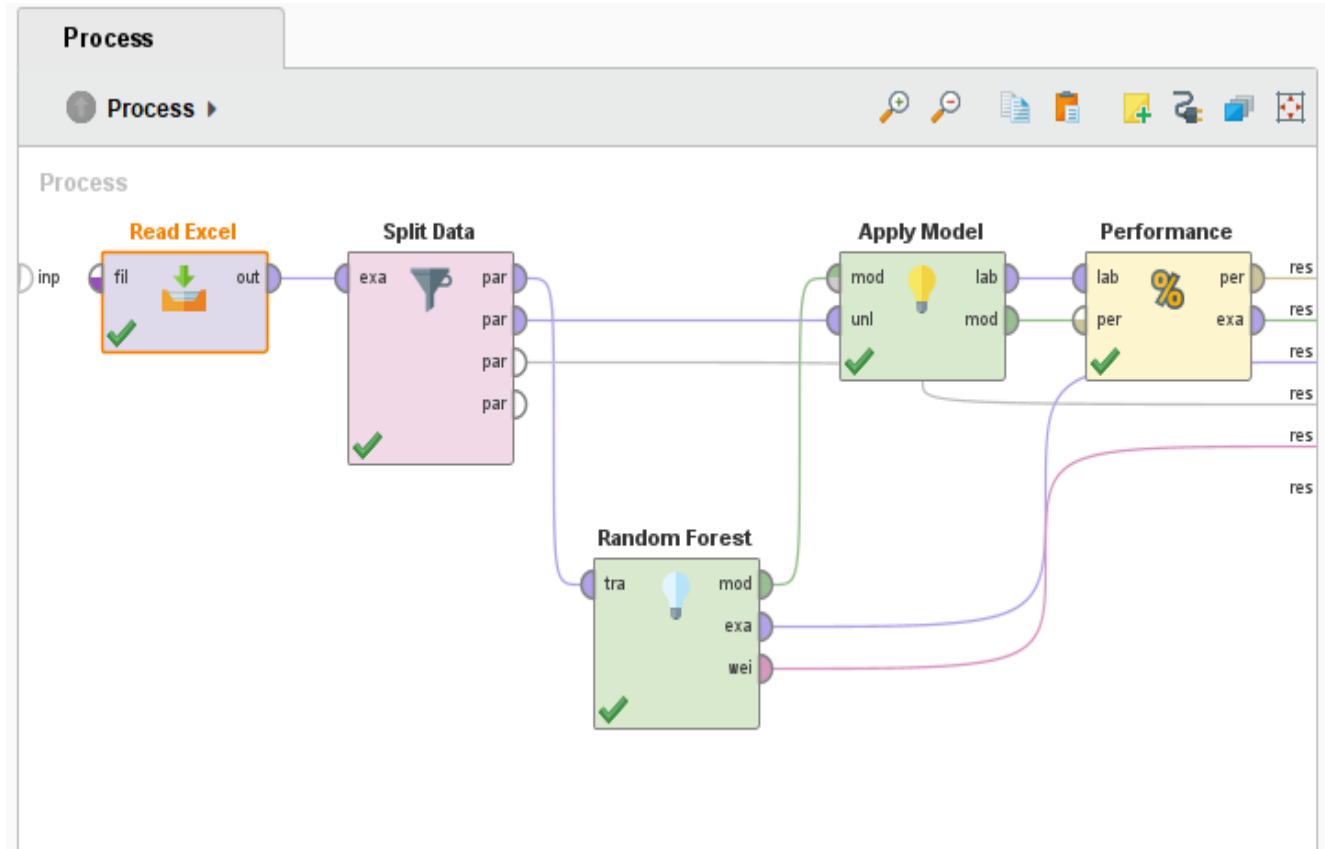 Process
Process
Process
Read Excel
Split Data
Apply Model
Performance
inp
fil
out
exa
par
mod
lab
lab
per
res
par
unl
mod
per
exa
res
par
res
par
res
res
res
Random Forest
tra
mod
exa
wei
%